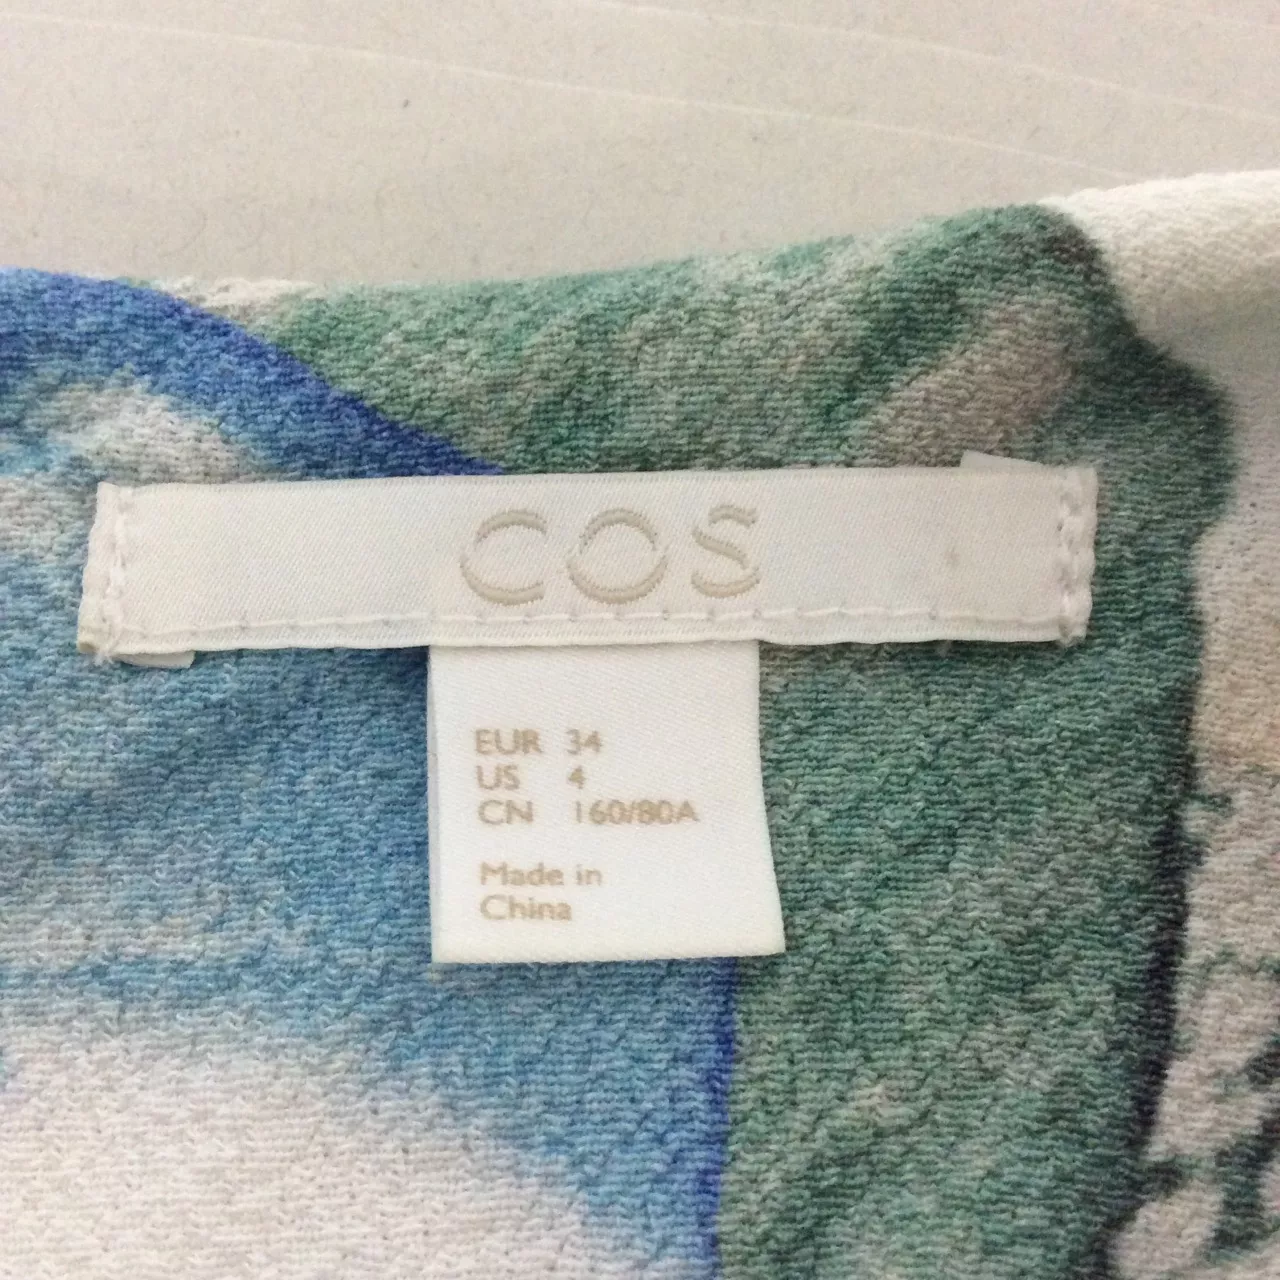 COS
EUR 34
US 4
CN 160/80A
Made in
China